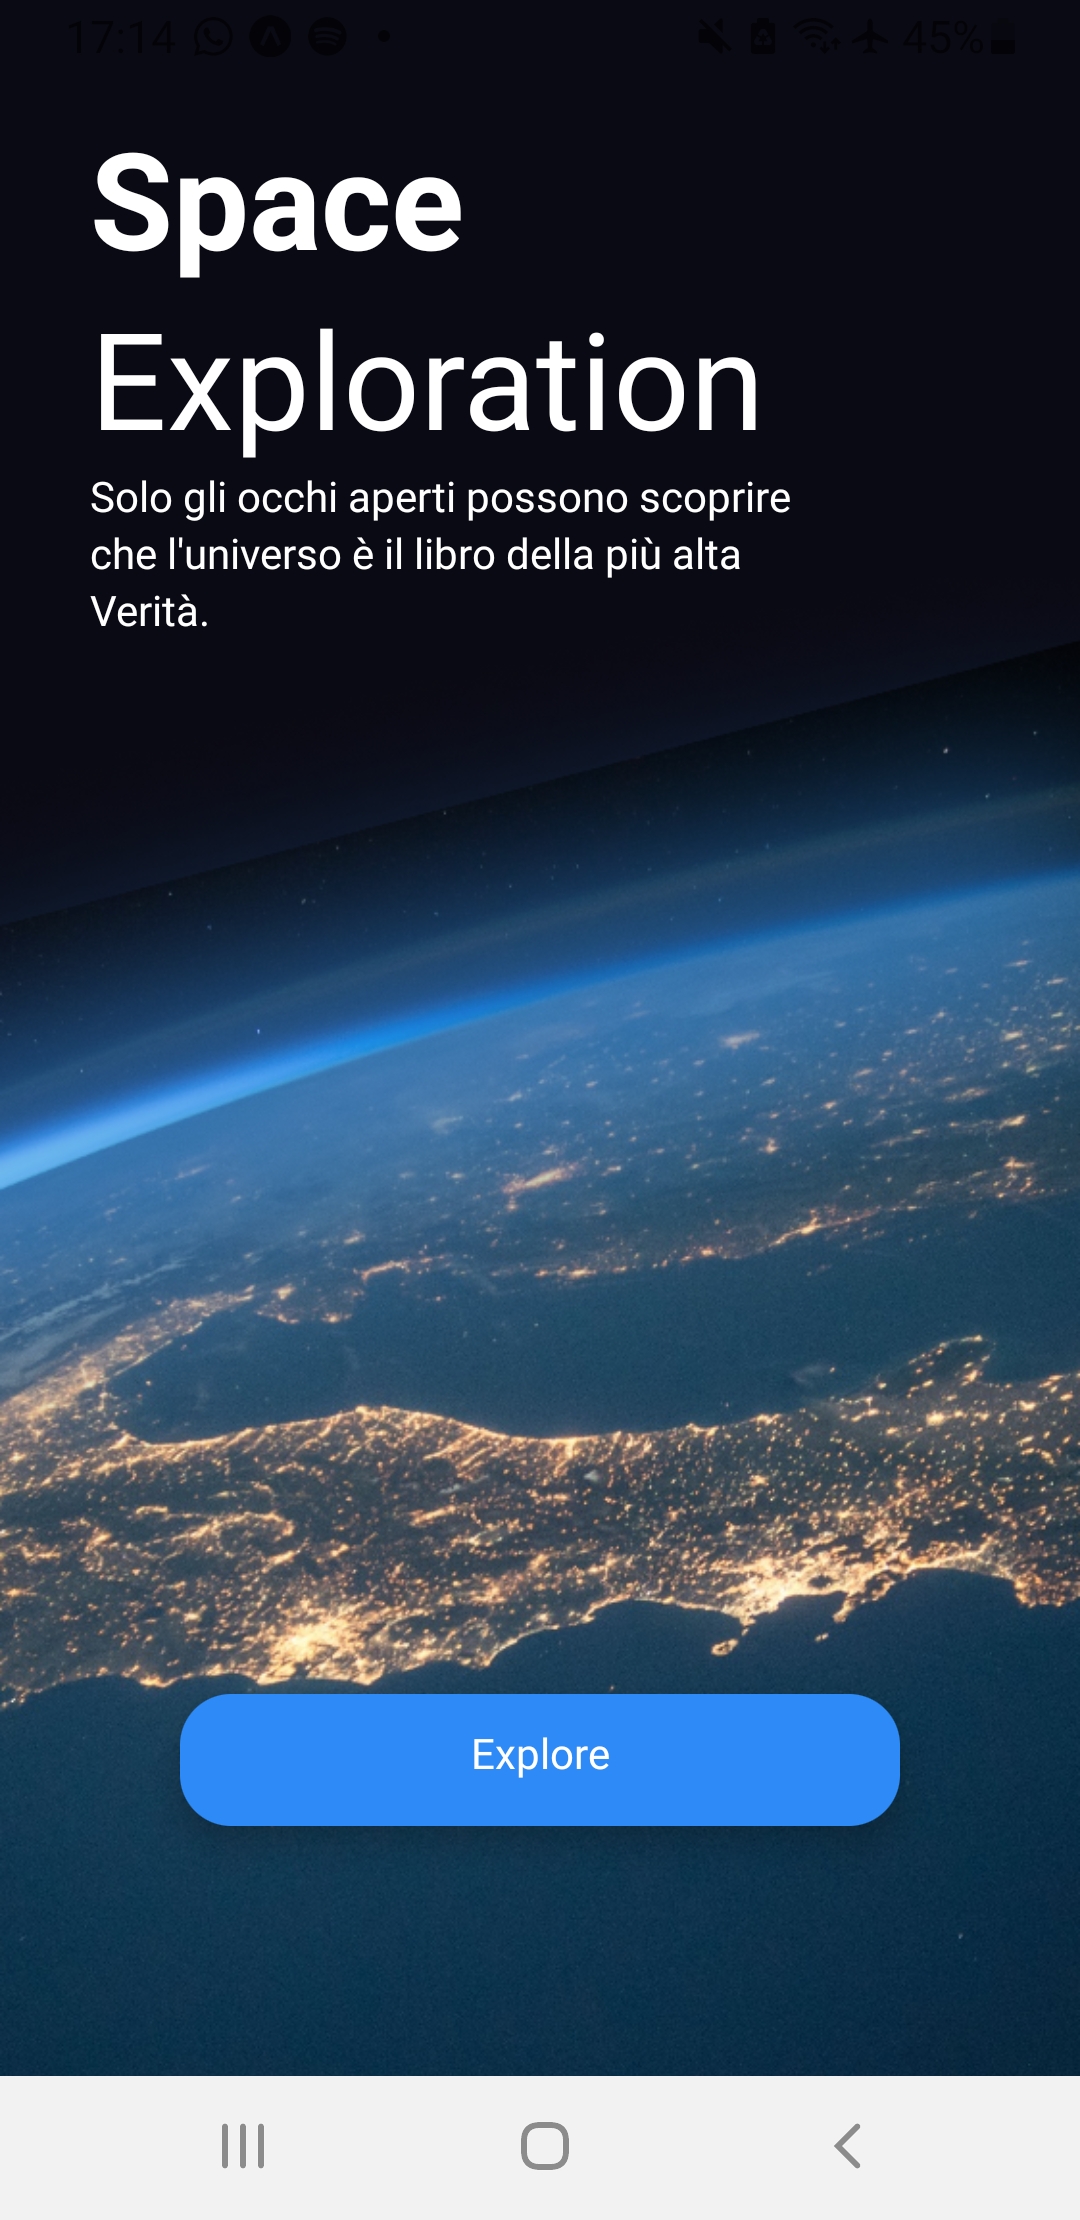 17:14 45%
Space
Exploration
Solo gli occhi aperti possono scoprire
che l'universo è il libro della più alta
Verità.
Explore